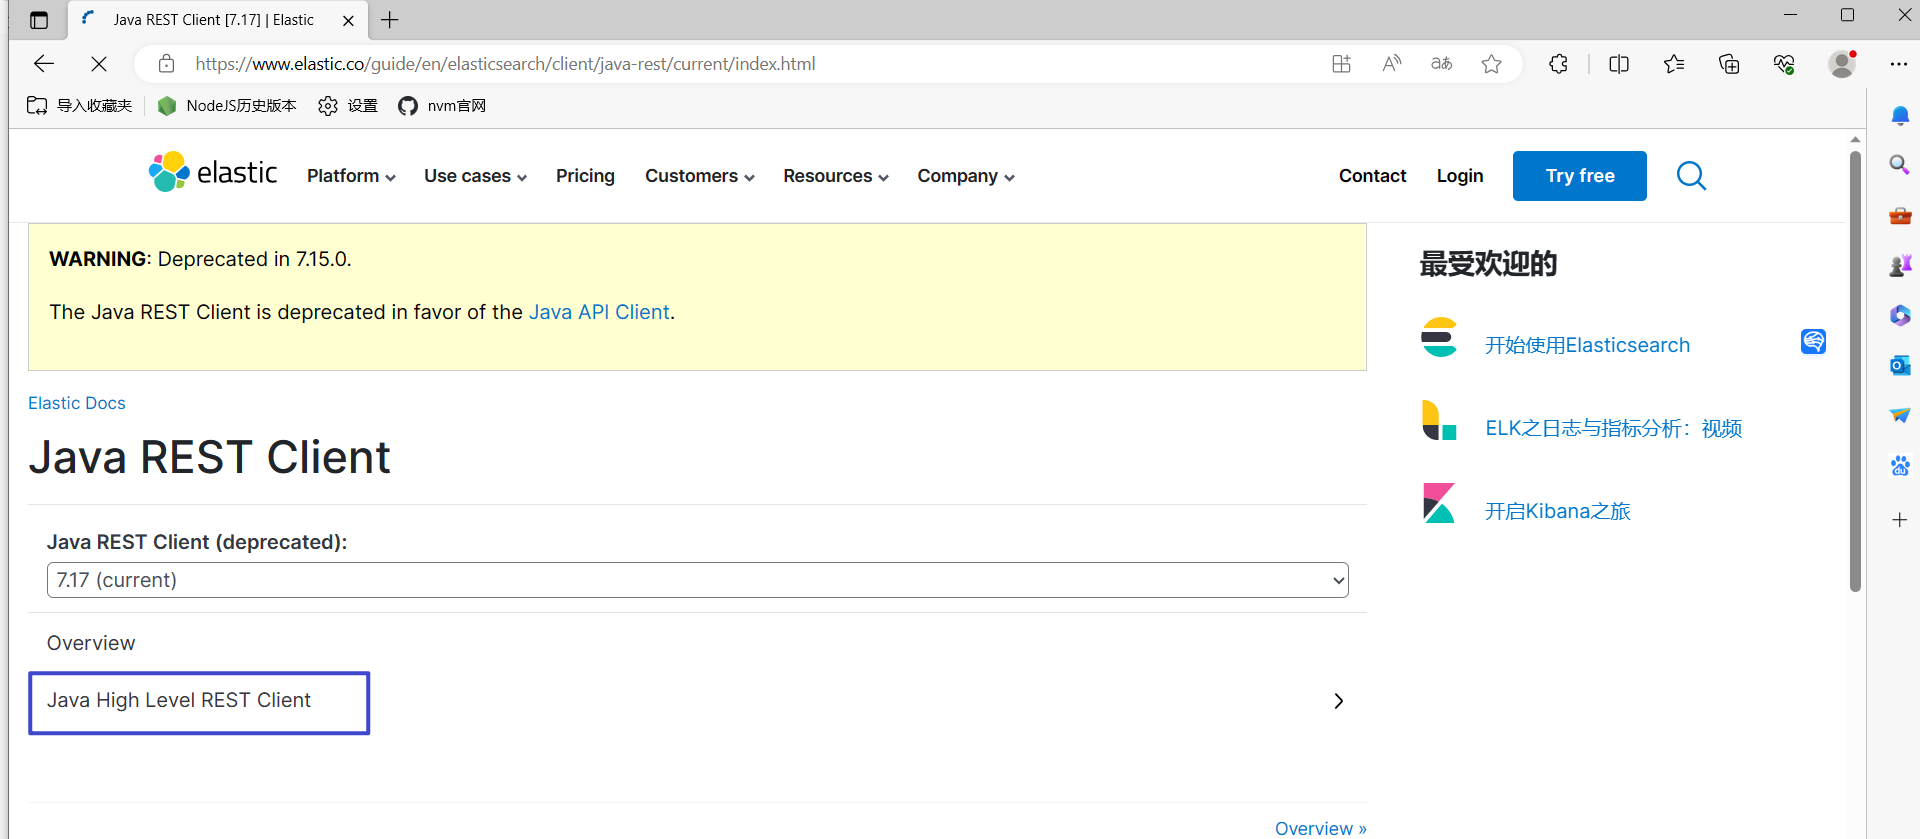 Java REST Client [7.17] | Elastic
https://www.elastic.co/guide/en/elasticsearch/client/java-rest/current/index.html
导入收藏夹
NodeJS历史版本
设置
nvm官网
elastic
Platform
Use cases
Pricing
Customers
Resources
Company
Contact
Login
Try free
WARNING: Deprecated in 7.15.0.
The Java REST Client is deprecated in favor of the Java API Client.
Elastic Docs
Java REST Client
Java REST Client (deprecated):
7.17 (current)
Overview
Java High Level REST Client
Overview »
最受欢迎的
开始使用Elasticsearch
ELK之日志与指标分析：视频
开启Kibana之旅